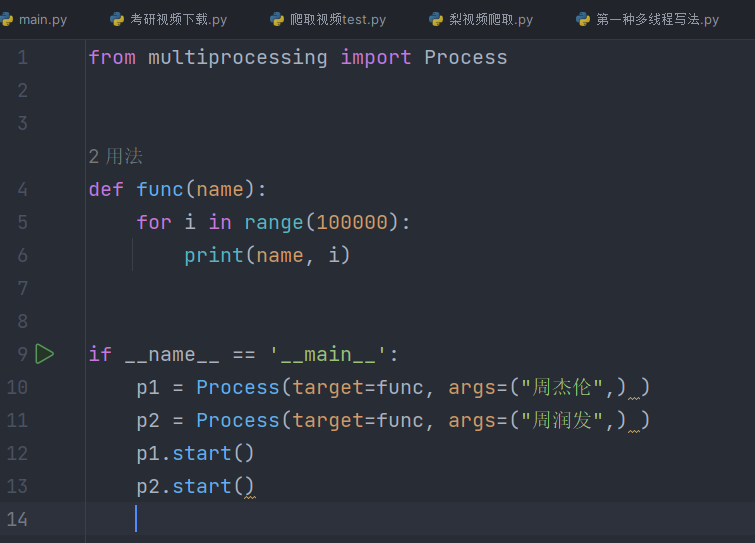 main.py 考研视频下载.py 爬取视频test.py 梨视频爬取.py 第一种多线程写法.py
1 from multiprocessing import Process
2
3
2 用法
4 def func(name):
5     for i in range(100000):
6         print(name, i)
7
8
9 if __name__ == '__main__':
10     p1 = Process(target=func, args=("周杰伦",) )
11     p2 = Process(target=func, args=("周润发",) )
12     p1.start()
13     p2.start()
14